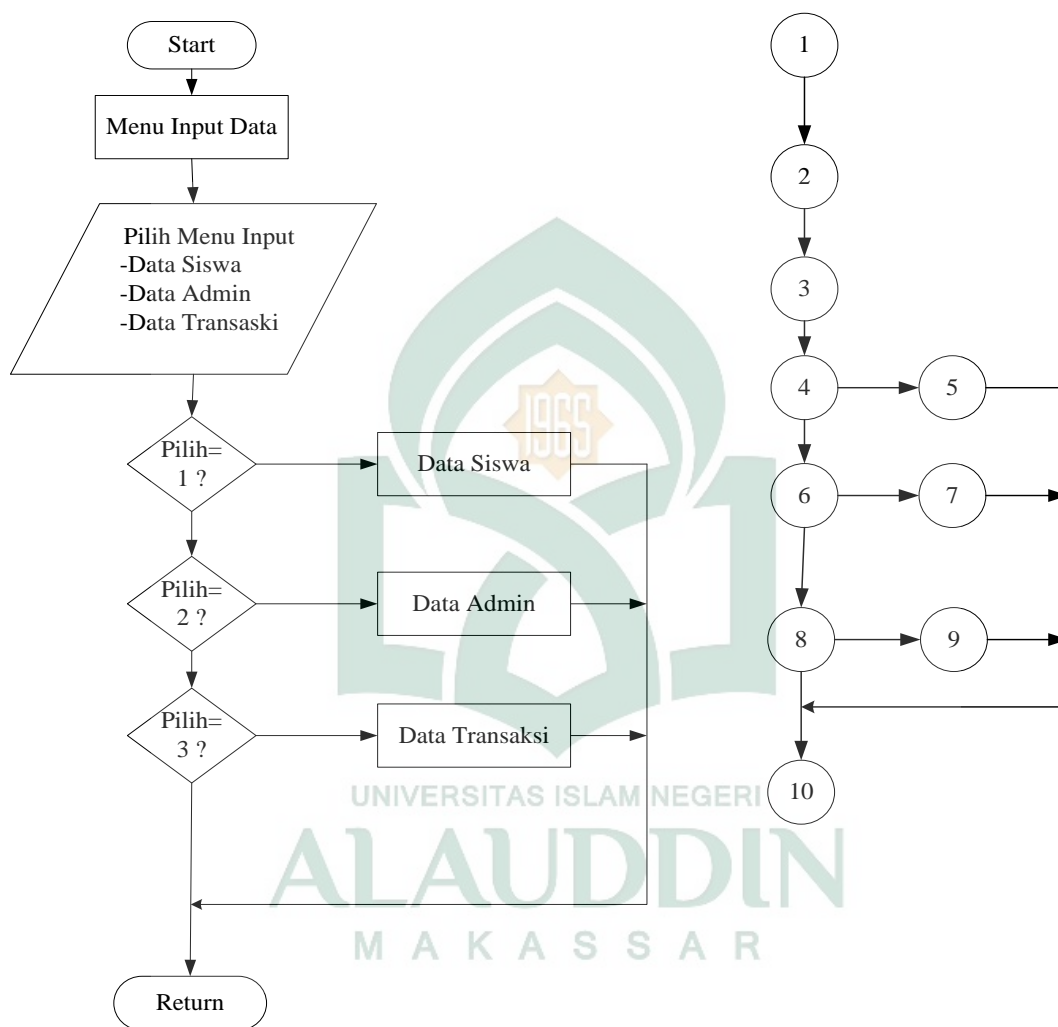 Start
Menu Input Data
Pilih Menu Input
-Data Siswa
-Data Admin
-Data Transaski
Pilih=
1 ?
Data Siswa
Pilih=
2 ?
Data Admin
Pilih=
3 ?
Data Transaksi
Return
1
2
3
4
5
6
7
8
9
10
1965
UNIVERSITAS ISLAM NEGERI
ALAUDDIN
MAKASSAR